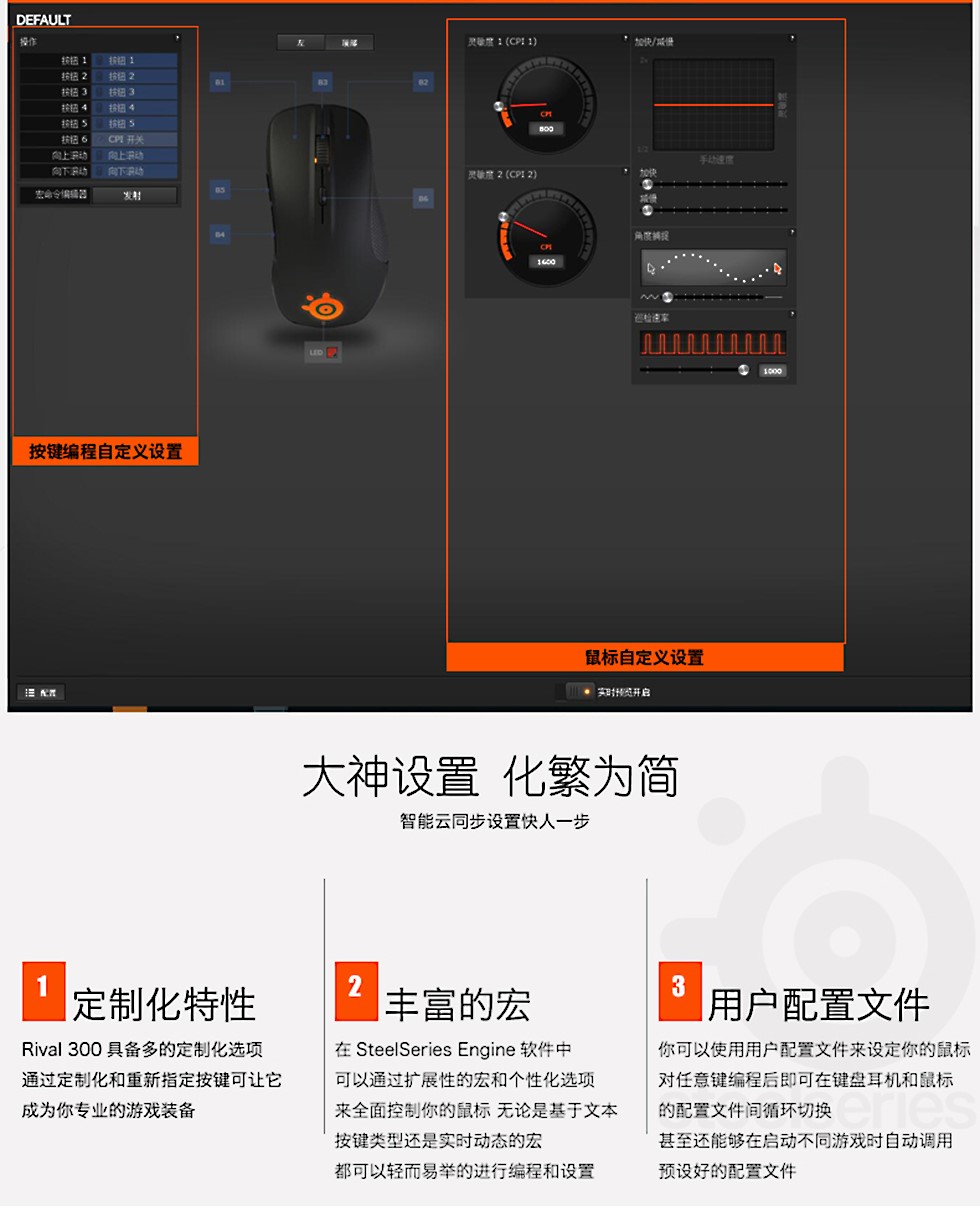 DEFAULT
操作
按钮 1 按钮 1
按钮 2 按钮 2
按钮 3 按钮 3
按钮 4 按钮 4
按钮 5 按钮 5
按钮 6 CPI 开关
向上滚动 向上滚动
向下滚动 向下滚动
宏命令编辑器 发射
按键编程自定义设置
左 顶部
B1 B3 B2
B5 B6
B4
LED
灵敏度 1 (CPI 1)
CPI
800
灵敏度 2 (CPI 2)
CPI
1600
加快/减慢
2x
1/2
手动速度
加快
减慢
角度捕捉
巡检速率
1000
鼠标自定义设置
配置
实时预览开启
大神设置 化繁为简
智能云同步设置快人一步
1 定制化特性
Rival 300 具备多的定制化选项
通过定制化和重新指定按键可让它
成为你专业的游戏装备
2 丰富的宏
在 SteelSeries Engine 软件中
可以通过扩展性的宏和个性化选项
来全面控制你的鼠标 无论是基于文本
按键类型还是实时动态的宏
都可以轻而易举的进行编程和设置
3 用户配置文件
你可以使用用户配置文件来设定你的鼠标
对任意键编程后即可在键盘耳机和鼠标
的配置文件间循环切换
甚至还能够在启动不同游戏时自动调用
预设好的配置文件
steelseries